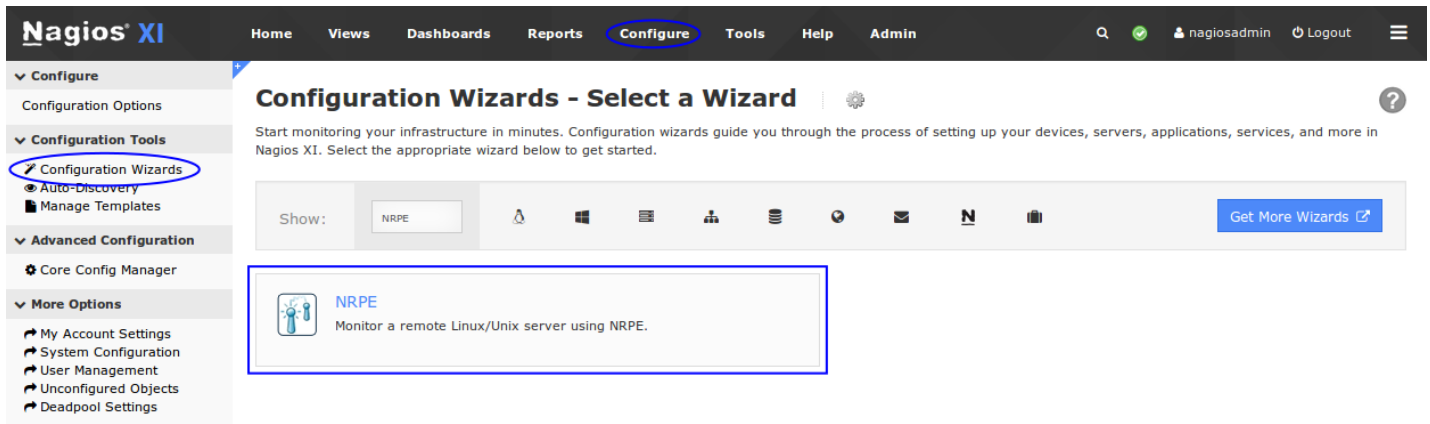 Nagios® XI
Home Views Dashboards Reports Configure Tools Help Admin nagiosadmin Logout
Configure
Configuration Options
Configuration Tools
Configuration Wizards
Auto-Discovery
Manage Templates
Advanced Configuration
Core Config Manager
More Options
My Account Settings
System Configuration
User Management
Unconfigured Objects
Deadpool Settings
+
Configuration Wizards - Select a Wizard
?
Start monitoring your infrastructure in minutes. Configuration wizards guide you through the process of setting up your devices, servers, applications, services, and more in
Nagios XI. Select the appropriate wizard below to get started.
Show: NRPE N Get More Wizards
NRPE
Monitor a remote Linux/Unix server using NRPE.